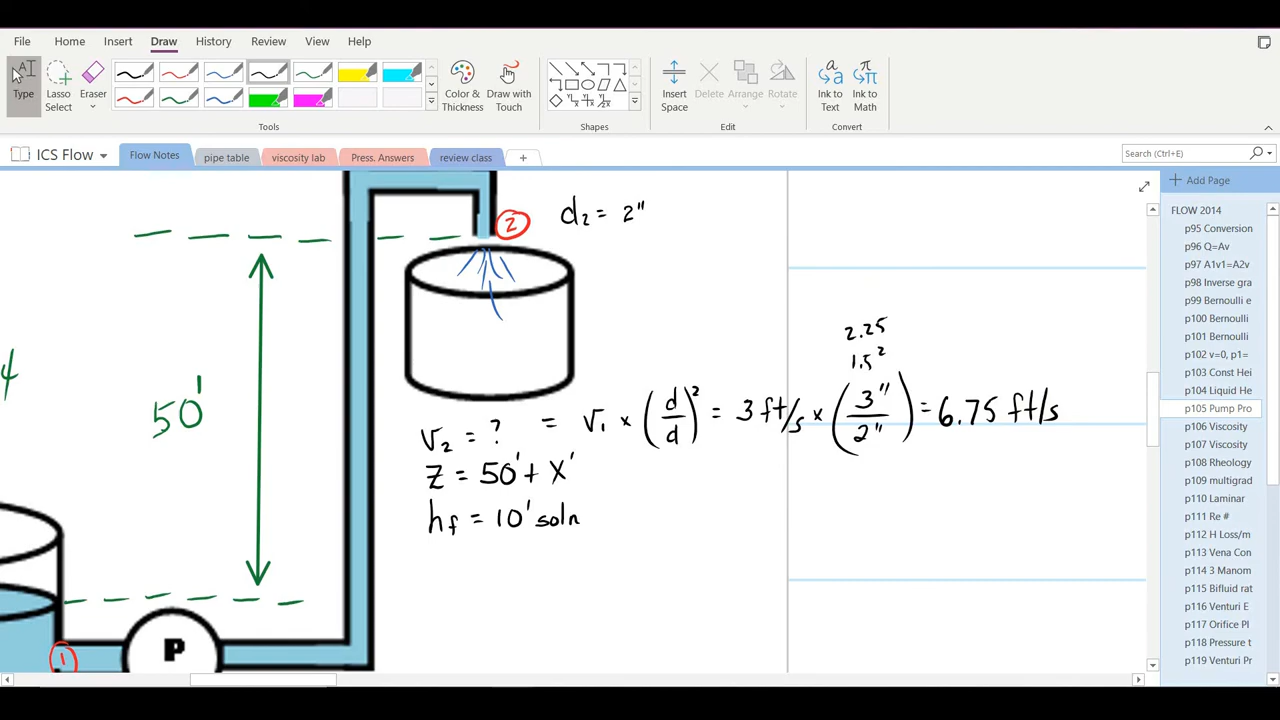 File Home Insert Draw History Review View Help
Type
Lasso Select
Eraser
Color & Thickness
Draw with Touch
Insert Space
Delete
Arrange
Rotate
Ink to Text
Ink to Math
Tools
Shapes
Edit
Convert
ICS Flow
Flow Notes
pipe table
viscosity lab
Press. Answers
review class
Search (Ctrl+E)
Add Page
FLOW 2014
p95 Conversion
p96 Q=Av
p97 A1v1=A2v
p98 Inverse gra
p99 Bernoulli e
p100 Bernoulli
p101 Bernoulli
p102 v=0, p1=
p103 Const Hei
p104 Liquid He
p105 Pump Pro
p106 Viscosity
p107 Viscosity
p108 Rheology
p109 multigrad
p110 Laminar
p111 Re #
p112 H Loss/m
p113 Vena Con
p114 3 Manom
p115 Bifluid rat
p116 Venturi E
p117 Orifice Pl
p118 Pressure t
p119 Venturi Pr
2
d₂ = 2"
4
50'
2.25
1.5²
v₂ = ? = v₁ × (d/d)² = 3 ft/s × (3"/2") = 6.75 ft/s
z = 50' + x'
hf = 10' soln
1
P